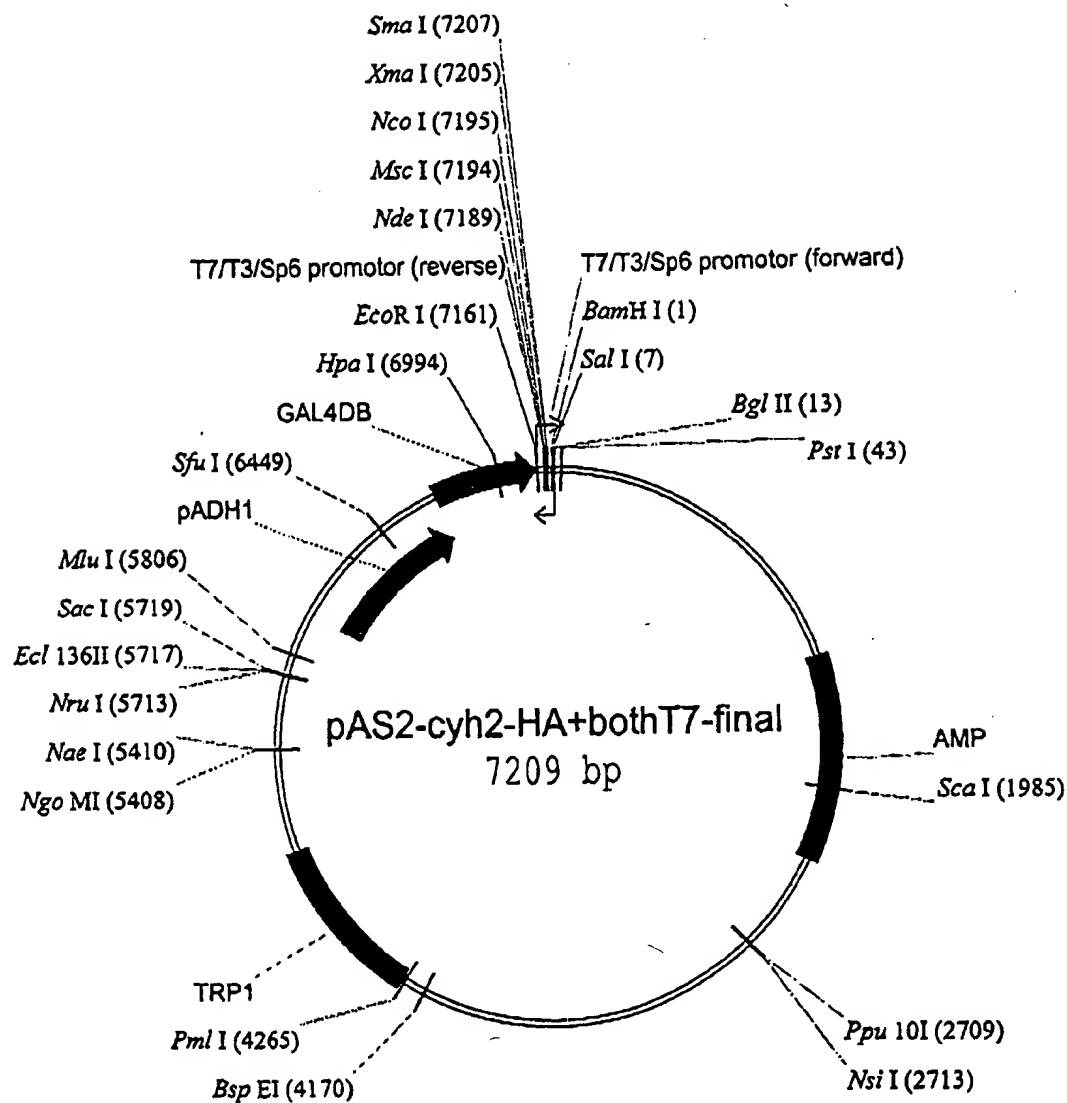 Sma I (7207)
Xma I (7205)
Nco I (7195)
Msc I (7194)
Nde I (7189)
T7/T3/Sp6 promotor (reverse)
T7/T3/Sp6 promotor (forward)
EcoR I (7161)
BamH I (1)
Hpa I (6994)
Sal I (7)
GAL4DB
Bgl II (13)
Sfu I (6449)
Pst I (43)
pADH1
Mlu I (5806)
Sac I (5719)
Ecl 136II (5717)
Nru I (5713)
Nae I (5410)
Ngo MI (5408)
pAS2-cyh2-HA+bothT7-final
7209 bp
AMP
Sca I (1985)
TRP1
Pml I (4265)
Bsp EI (4170)
Ppu 10I (2709)
Nsi I (2713)